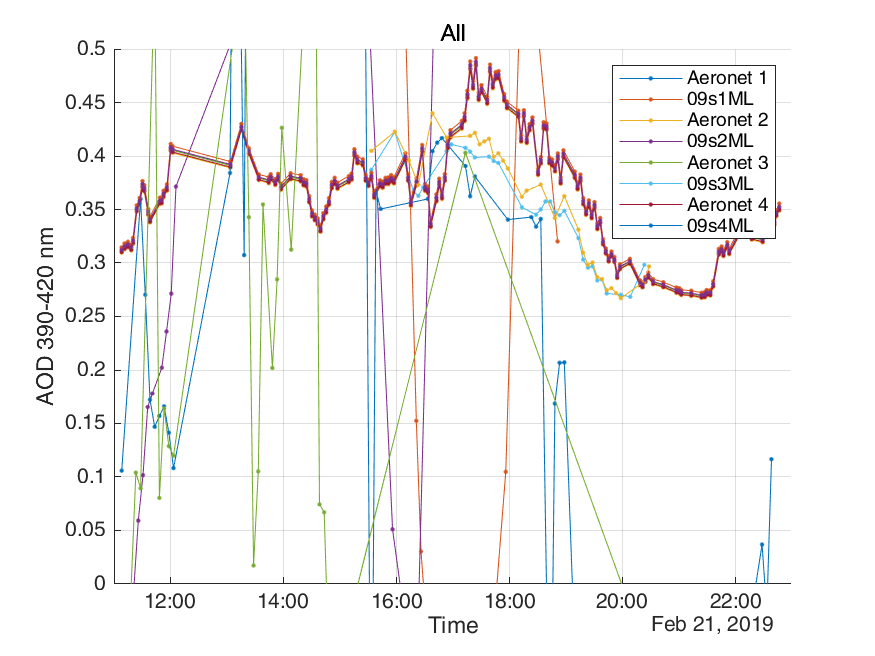 All
0.5
0.45
0.4
0.35
0.3
0.25
0.2
0.15
0.1
0.05
0
AOD 390-420 nm
Aeronet 1
09s1ML
Aeronet 2
09s2ML
Aeronet 3
09s3ML
Aeronet 4
09s4ML
12:00 14:00 16:00 18:00 20:00 22:00
Time
Feb 21, 2019